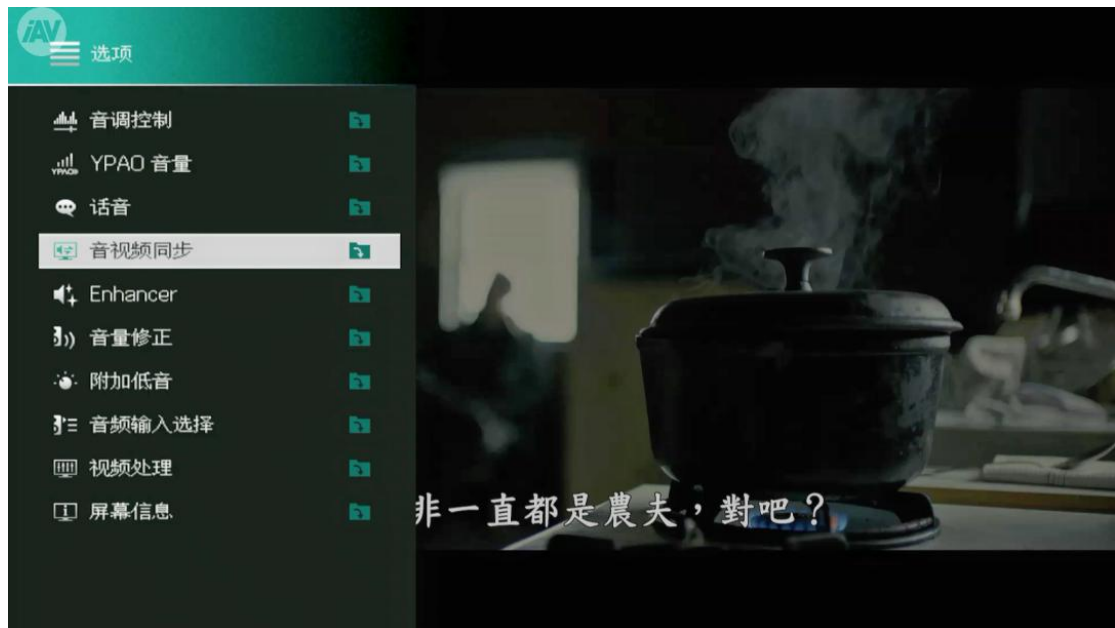 iAV
选项
音调控制
YPAO 音量
话音
音视频同步
Enhancer
音量修正
附加低音
音频输入选择
视频处理
屏幕信息
非一直都是農夫，對吧？